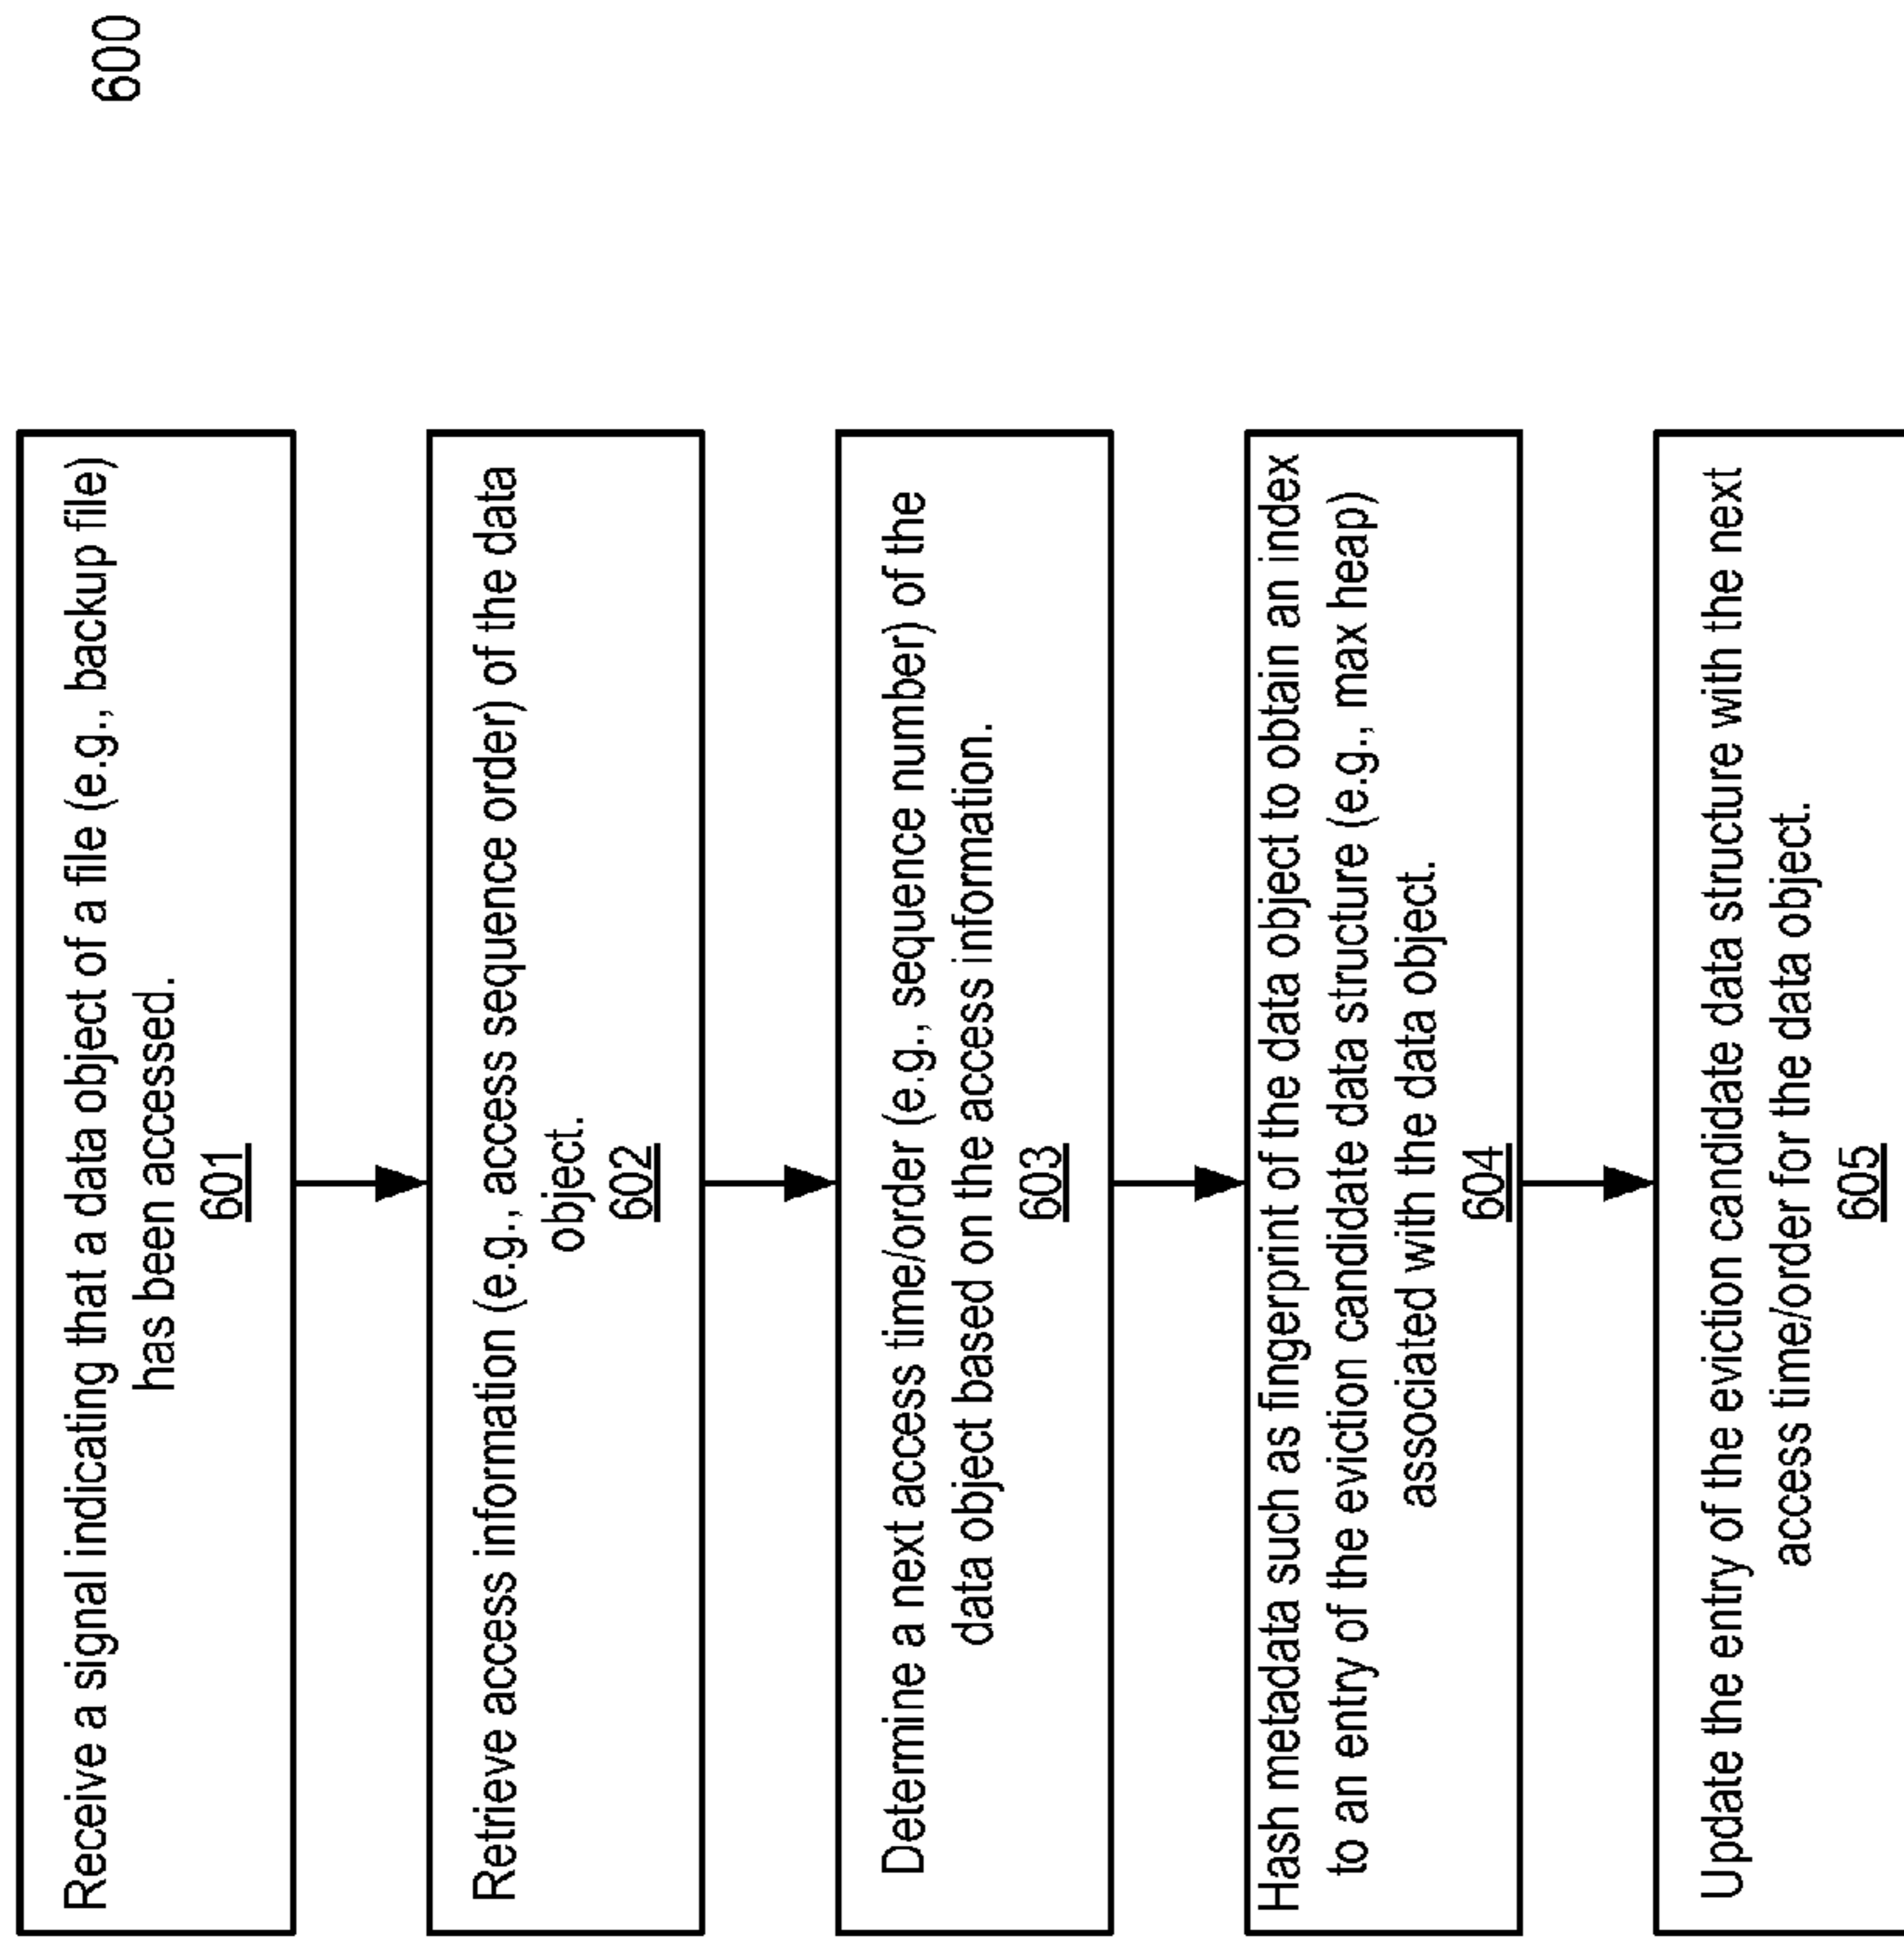 600
Receive a signal indicating that a data object of a file (e.g., backup file)
has been accessed.
601
Retrieve access information (e.g., access sequence order) of the data
object.
602
Determine a next access time/order (e.g., sequence number) of the
data object based on the access information.
603
Hash metadata such as fingerprint of the data object to obtain an index
to an entry of the eviction candidate data structure (e.g., max heap)
associated with the data object.
604
Update the entry of the eviction candidate data structure with the next
access time/order for the data object.
605